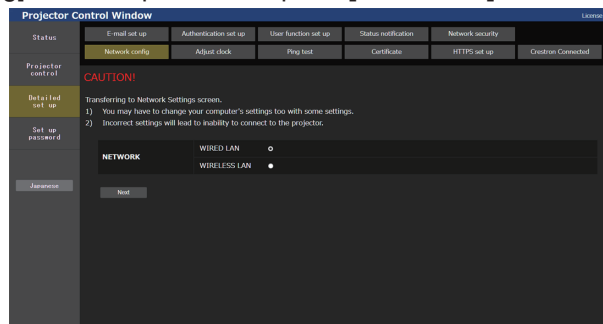 Projector Control Window
License
Status
E-mail set up
Authentication set up
User function set up
Status notification
Network security
Network config
Adjust clock
Ping test
Certificate
HTTPS set up
Crestron Connected
Projector
control
Detailed
set up
Set up
password
Japanese
CAUTION!
Transferring to Network Settings screen.
1) You may have to change your computer's settings too with some settings.
2) Incorrect settings will lead to inability to connect to the projector.
NETWORK
WIRED LAN
WIRELESS LAN
Next